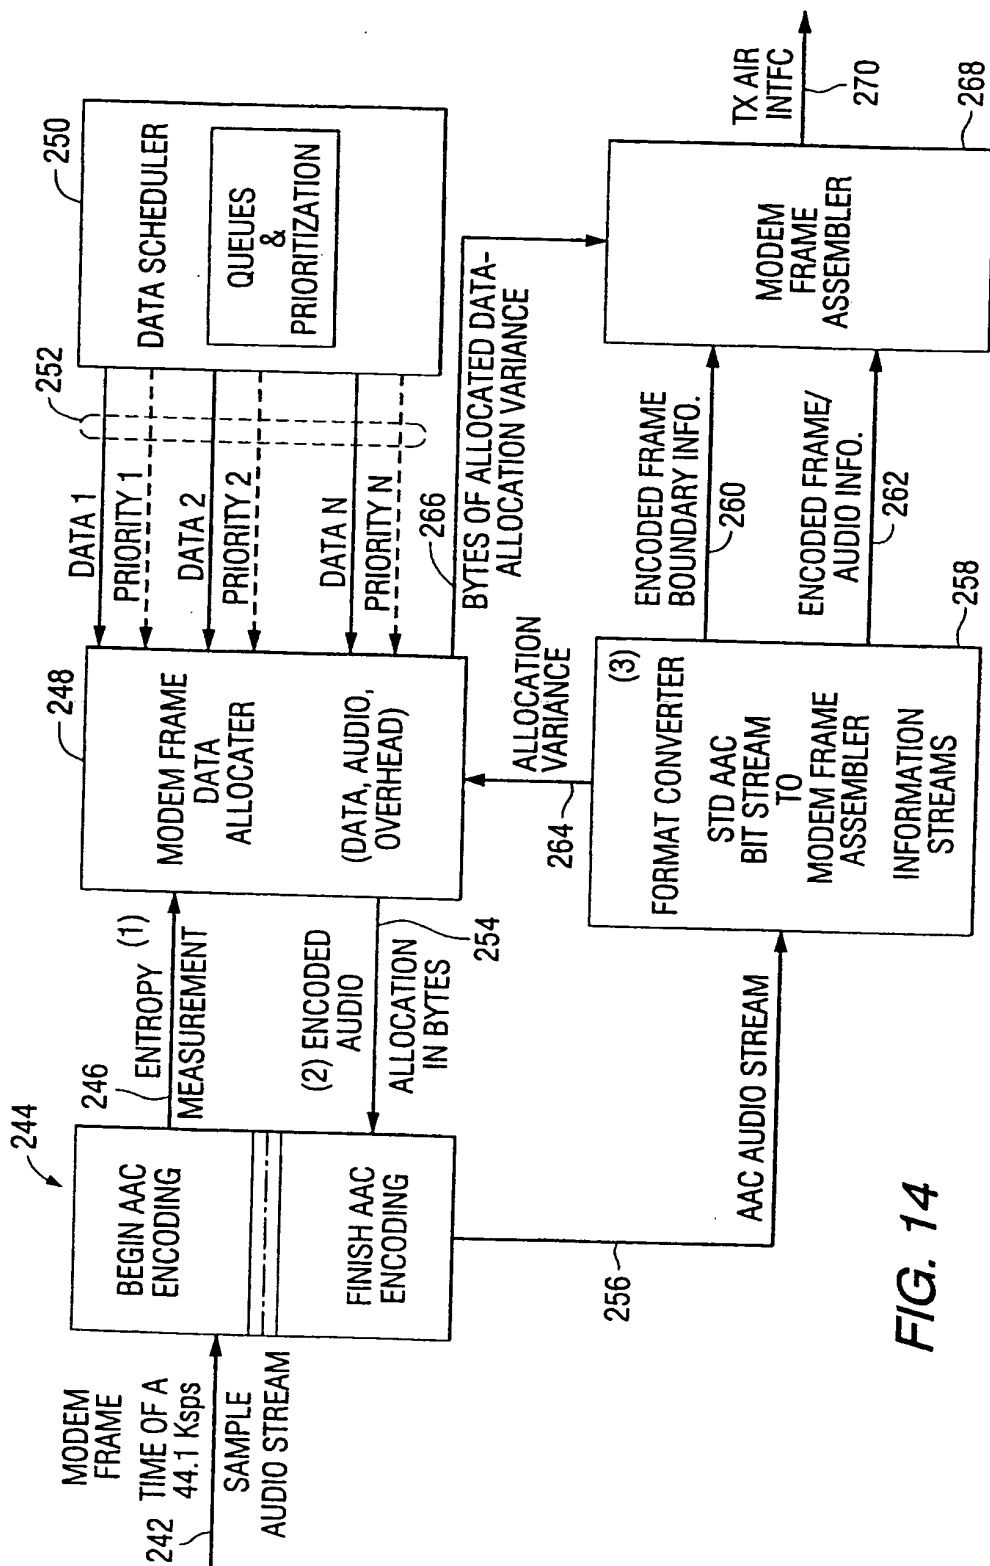 MODEM
FRAME
242 TIME OF A
44.1 Ksps
SAMPLE
AUDIO STREAM
244
BEGIN AAC
ENCODING
FINISH AAC
ENCODING
246
ENTROPY (1)
MEASUREMENT
(2) ENCODED
AUDIO
ALLOCATION
IN BYTES
254
248
MODEM FRAME
DATA
ALLOCATER
(DATA, AUDIO,
OVERHEAD)
DATA 1
PRIORITY 1
DATA 2
PRIORITY 2
DATA N
PRIORITY N
252
250
DATA SCHEDULER
QUEUES
&
PRIORITIZATION
266
BYTES OF ALLOCATED DATA-
ALLOCATION VARIANCE
256
AAC AUDIO STREAM
264
ALLOCATION
VARIANCE
(3)
FORMAT CONVERTER
STD AAC
BIT STREAM
TO
MODEM FRAME
ASSEMBLER
INFORMATION
STREAMS
258
ENCODED FRAME
BOUNDARY INFO.
260
ENCODED FRAME/
AUDIO INFO.
262
MODEM
FRAME
ASSEMBLER
268
TX AIR
INTFC
270
FIG. 14